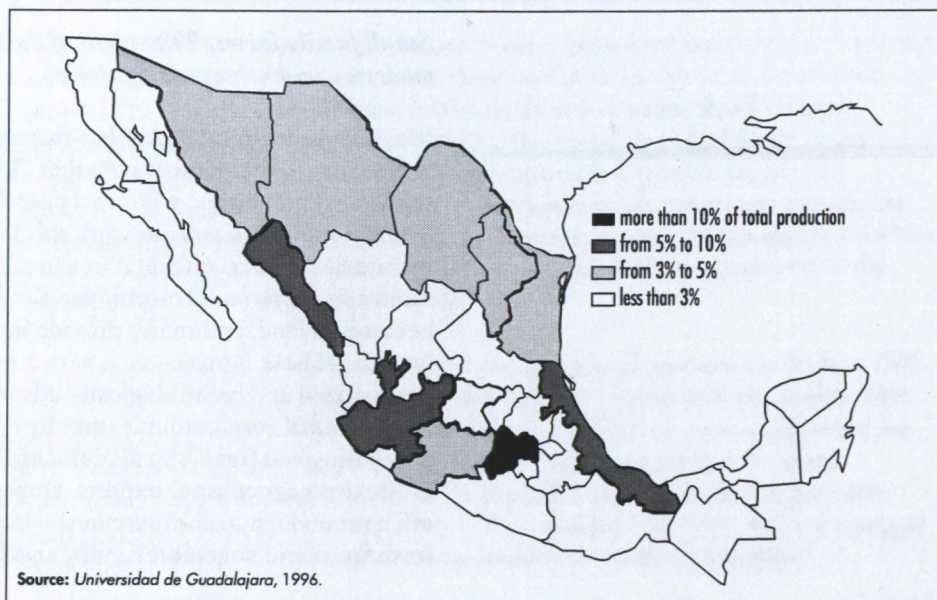 more than 10% of total production
from 5% to 10%
from 3% to 5%
less than 3%
Source: Universidad de Guadalajara, 1996.